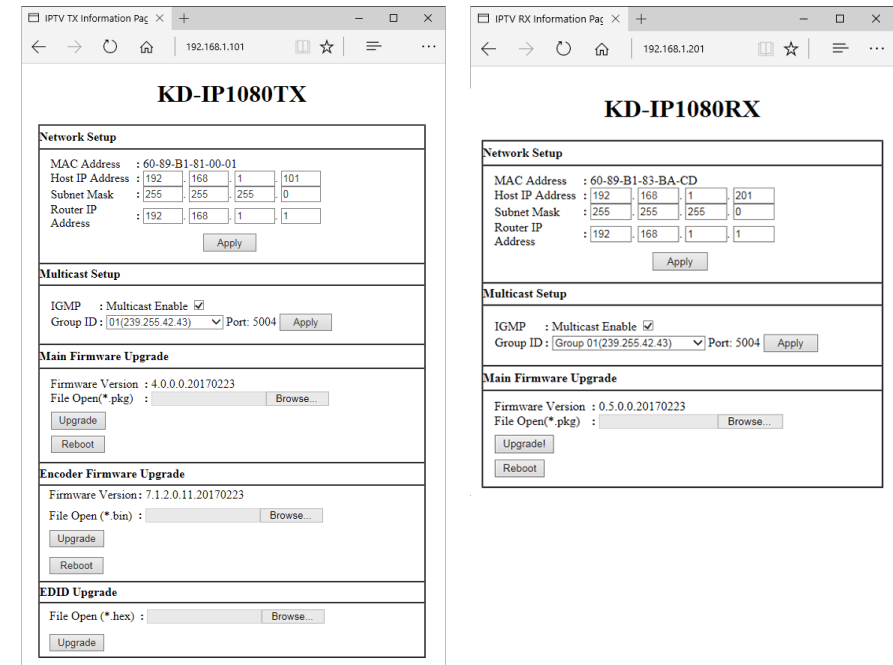 IPTV TX Information Pag
192.168.1.101
KD-IP1080TX
Network Setup
MAC Address : 60-89-B1-81-00-01
Host IP Address : 192 . 168 . 1 . 101
Subnet Mask : 255 . 255 . 255 . 0
Router IP
Address : 192 . 168 . 1 . 1
Apply
Multicast Setup
IGMP : Multicast Enable
Group ID : 01(239.255.42.43) Port: 5004 Apply
Main Firmware Upgrade
Firmware Version : 4.0.0.0.20170223
File Open(*.pkg) : Browse...
Upgrade
Reboot
Encoder Firmware Upgrade
Firmware Version : 7.1.2.0.11.20170223
File Open (*.bin) : Browse...
Upgrade
Reboot
EDID Upgrade
File Open (*.hex) : Browse...
Upgrade
IPTV RX Information Pag
192.168.1.201
KD-IP1080RX
Network Setup
MAC Address : 60-89-B1-83-BA-CD
Host IP Address : 192 . 168 . 1 . 201
Subnet Mask : 255 . 255 . 255 . 0
Router IP
Address : 192 . 168 . 1 . 1
Apply
Multicast Setup
IGMP : Multicast Enable
Group ID : Group 01(239.255.42.43) Port: 5004 Apply
Main Firmware Upgrade
Firmware Version : 0.5.0.0.20170223
File Open(*.pkg) : Browse...
Upgrade!
Reboot